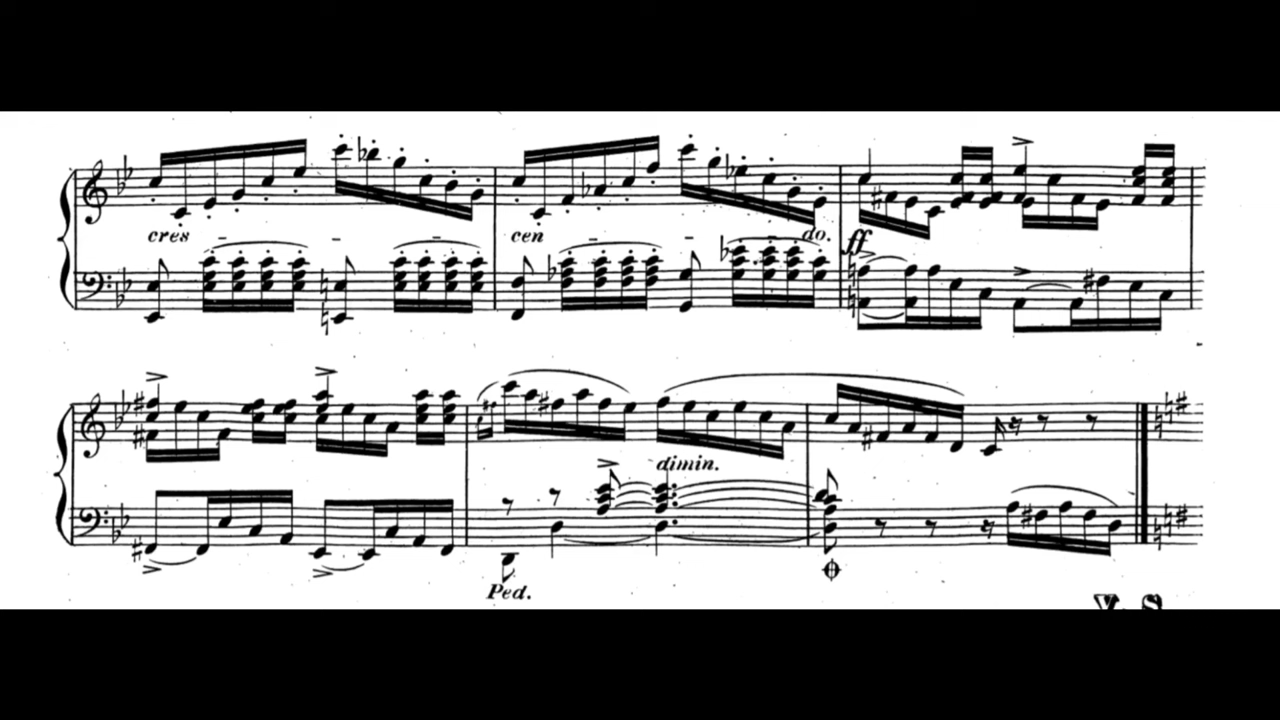 cres - - cen - - do. ff
dimin.
Ped.
V. S.